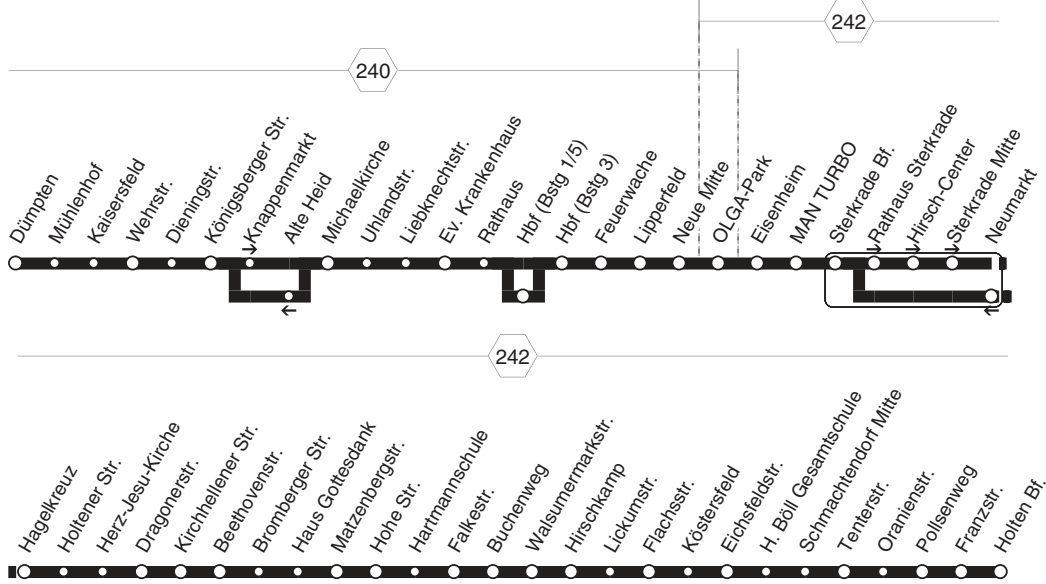 242
240
Dümpten
Mühlenhof
Kaisersfeld
Wehrstr.
Dieningstr.
Königsberger Str.
Knappenmarkt
Alte Heid
Michaelkirche
Uhlandstr.
Liebknechtstr.
Ev. Krankenhaus
Rathaus
Hbf (Bstg 1/5)
Hbf (Bstg 3)
Feuerwache
Lipperfeld
Neue Mitte
OLGA-Park
Eisenheim
MAN TURBO
Sterkrade Bf.
Rathaus Sterkrade
Hirsch-Center
Sterkrade Mitte
Neumarkt
242
Hagelkreuz
Holtener Str.
Herz-Jesu-Kirche
Dragonerstr.
Kirchhellener Str.
Beethovenstr.
Bromberger Str.
Haus Gottesdank
Matzenbergstr.
Hohe Str.
Hartmannschule
Falkestr.
Buchenweg
Walsumermarkstr.
Hirschkamp
Lickumstr.
Flachsstr.
Köstersfeld
Eichsfeldstr.
H. Böll Gesamtschule
Schmachtendorf Mitte
Tenterstr.
Oranienstr.
Pollsenweg
Franzstr.
Holten Bf.